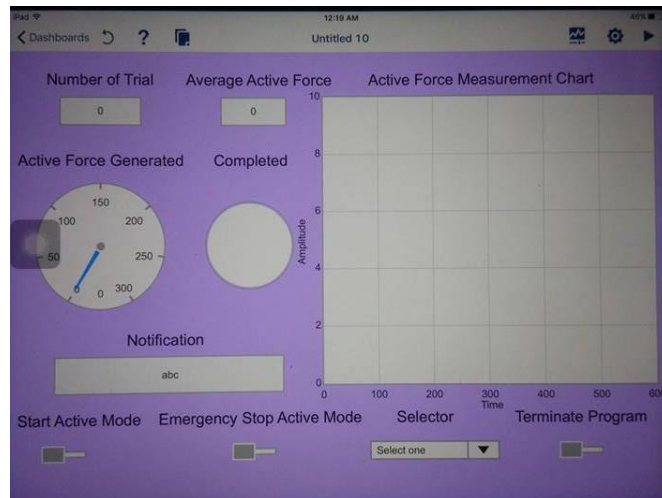 iPad 12:19 AM 46%
Dashboards ? Untitled 10
Number of Trial Average Active Force Active Force Measurement Chart
0 0
Active Force Generated Completed
0 50 100 150 200 250 300
0
Notification
abc
10
8
6
4
2
0
Amplitude
0 100 200 300 400 500 600
Time
Start Active Mode Emergency Stop Active Mode Selector Terminate Program
Select one